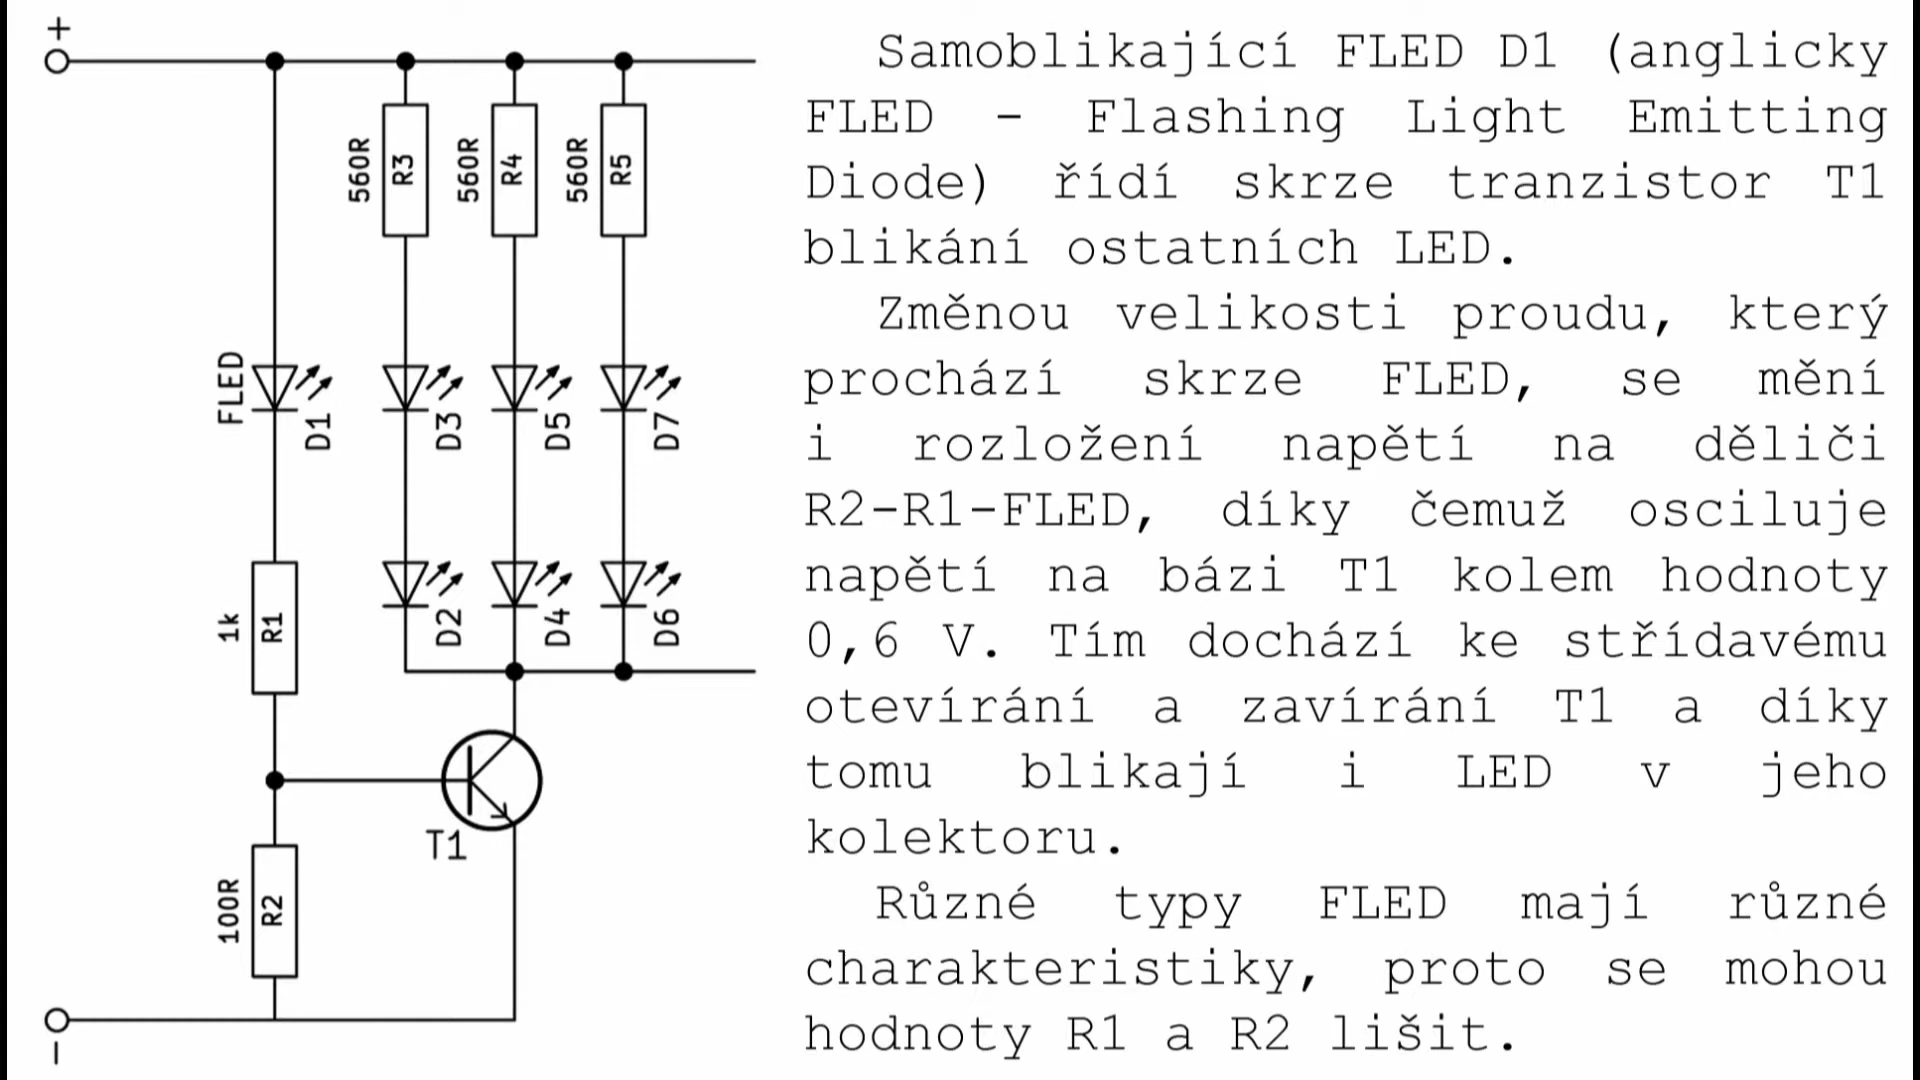 +
560R
R3
560R
R4
560R
R5
FLED
D1
D3
D5
D7
1k
R1
D2
D4
D6
T1
100R
R2
–
Samoblikající FLED D1 (anglicky
FLED - Flashing Light Emitting
Diode) řídí skrze tranzistor T1
blikání ostatních LED.
Změnou velikosti proudu, který
prochází skrze FLED, se mění
i rozložení napětí na děliči
R2-R1-FLED, díky čemuž osciluje
napětí na bázi T1 kolem hodnoty
0,6 V. Tím dochází ke střídavému
otevírání a zavírání T1 a díky
tomu blikají i LED v jeho
kolektoru.
Různé typy FLED mají různé
charakteristiky, proto se mohou
hodnoty R1 a R2 lišit.